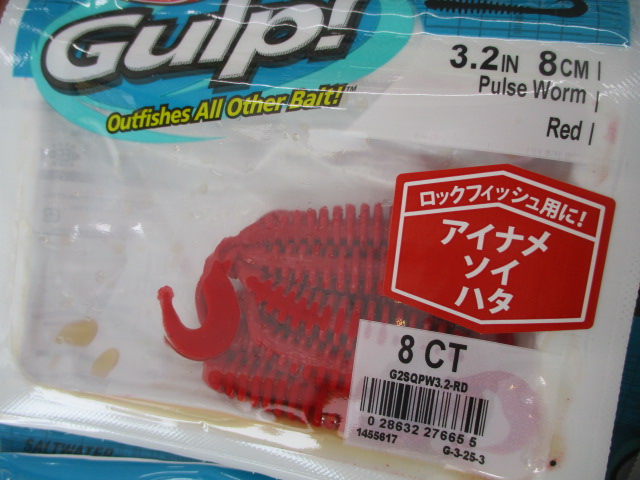 Gulp!
Outfishes All Other Bait!™
3.2IN 8CM
Pulse Worm
Red
ロックフィッシュ用に!
アイナメ
ソイ
ハタ
8 CT
G2SQPW3.2-RD
0 28632 27665 5
1455617 G-3-25-3
SALTWATER